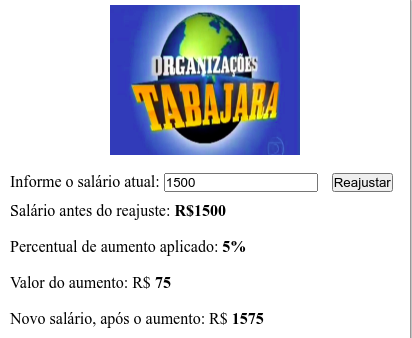 ORGANIZAÇÕES
TABAJARA
Informe o salário atual: 1500 Reajustar
Salário antes do reajuste: R$1500
Percentual de aumento aplicado: 5%
Valor do aumento: R$ 75
Novo salário, após o aumento: R$ 1575